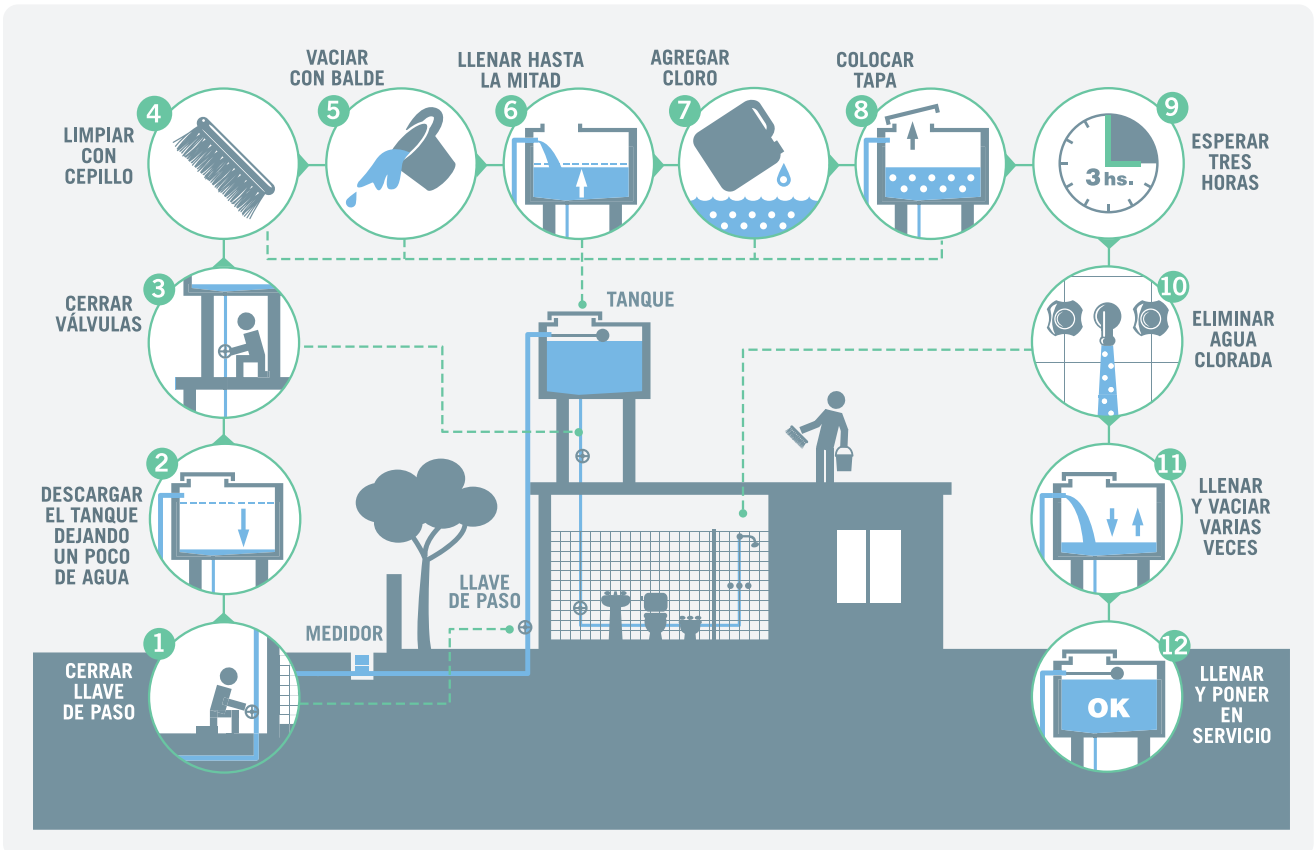 1
CERRAR
LLAVE
DE PASO
2
DESCARGAR
EL TANQUE
DEJANDO
UN POCO
DE AGUA
3
CERRAR
VÁLVULAS
4
LIMPIAR
CON
CEPILLO
5
VACIAR
CON BALDE
6
LLENAR HASTA
LA MITAD
7
AGREGAR
CLORO
8
COLOCAR
TAPA
9
3 hs.
ESPERAR
TRES
HORAS
10
ELIMINAR
AGUA
CLORADA
11
LLENAR
Y VACIAR
VARIAS
VECES
12
OK
LLENAR
Y PONER
EN
SERVICIO
TANQUE
LLAVE
DE PASO
MEDIDOR